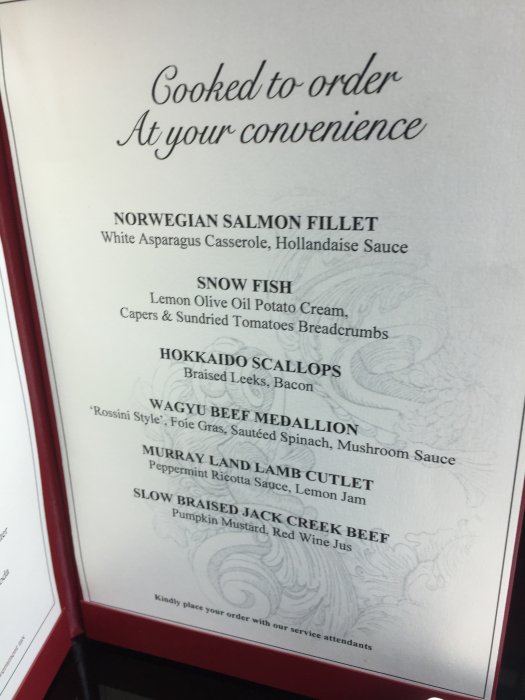 Cooked to order
At your convenience
NORWEGIAN SALMON FILLET
White Asparagus Casserole, Hollandaise Sauce
SNOW FISH
Lemon Olive Oil Potato Cream,
Capers & Sundried Tomatoes Breadcrumbs
HOKKAIDO SCALLOPS
Braised Leeks, Bacon
WAGYU BEEF MEDALLION
'Rossini Style', Foie Gras, Sautéed Spinach, Mushroom Sauce
MURRAY LAND LAMB CUTLET
Peppermint Ricotta Sauce, Lemon Jam
SLOW BRAISED JACK CREEK BEEF
Pumpkin Mustard, Red Wine Jus
Kindly place your order with our service attendants